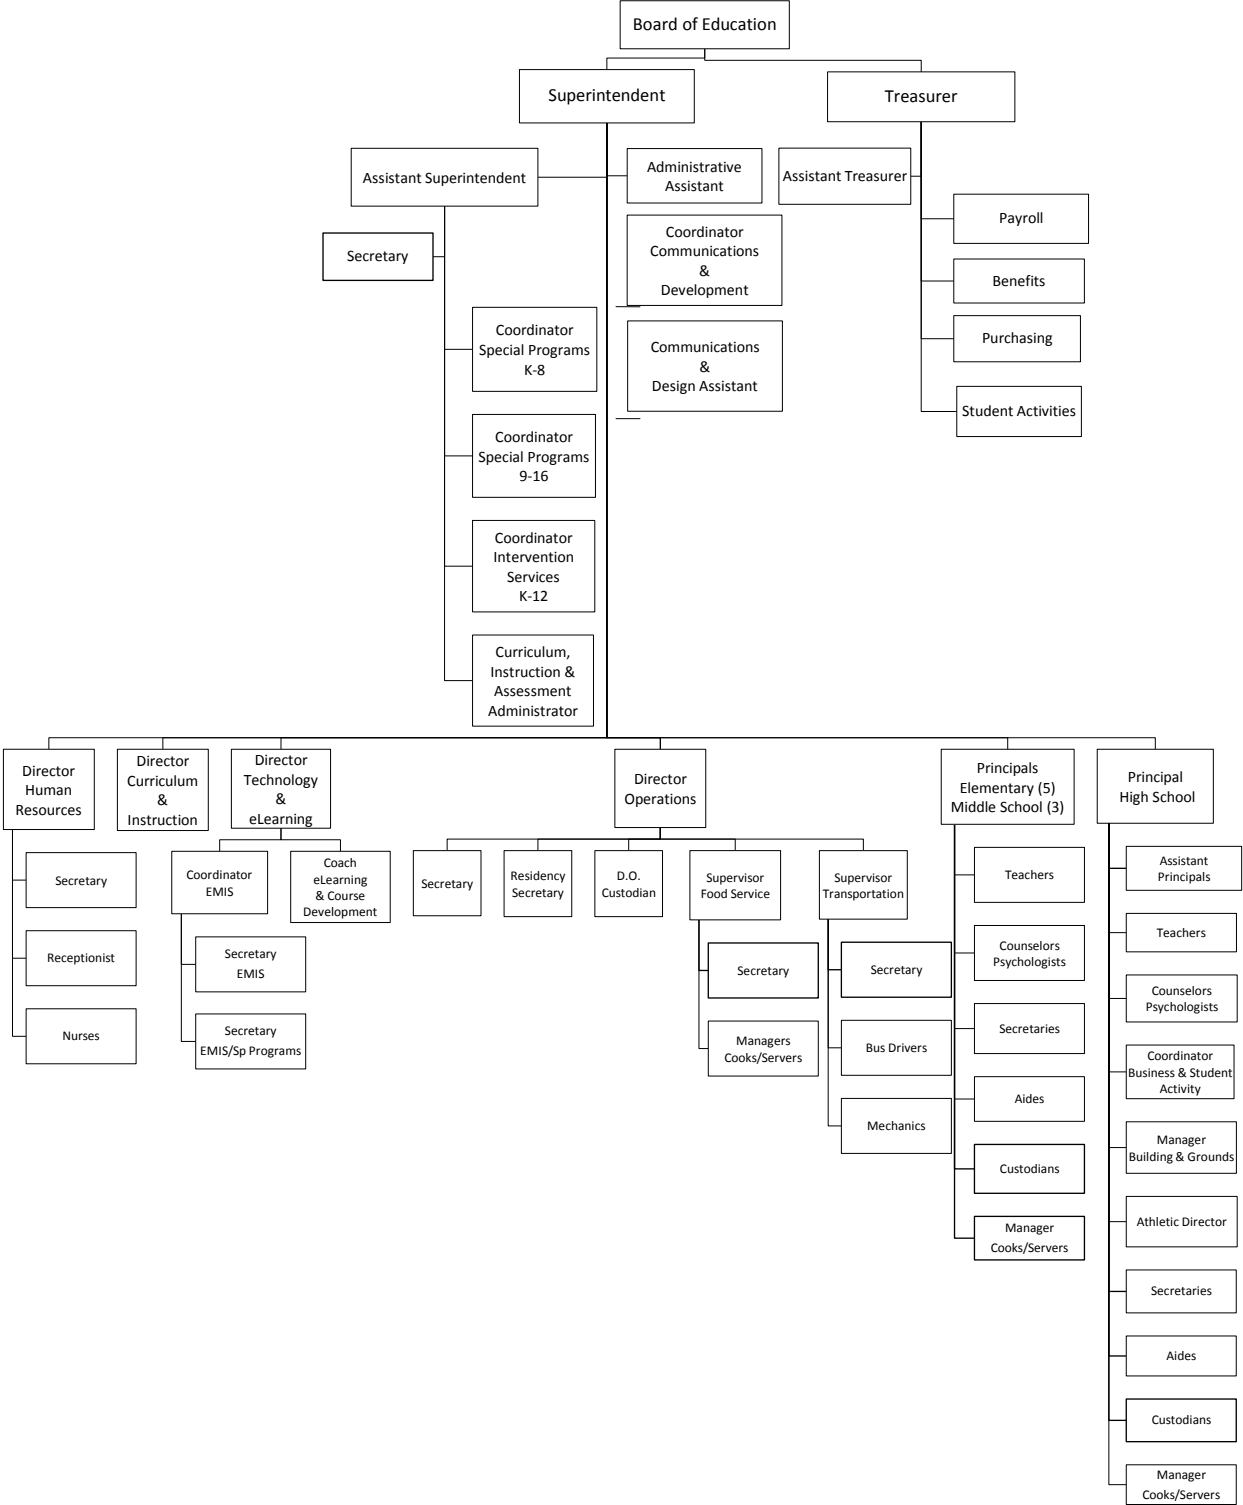 Board of Education
Superintendent
Treasurer
Assistant Superintendent
Administrative
Assistant
Assistant Treasurer
Secretary
Coordinator
Communications
&
Development
Communications
&
Design Assistant
Payroll
Benefits
Purchasing
Student Activities
Coordinator
Special Programs
K-8
Coordinator
Special Programs
9-16
Coordinator
Intervention
Services
K-12
Curriculum,
Instruction &
Assessment
Administrator
Director
Human
Resources
Director
Curriculum
&
Instruction
Director
Technology
&
eLearning
Director
Operations
Principals
Elementary (5)
Middle School (3)
Principal
High School
Secretary
Receptionist
Nurses
Coordinator
EMIS
Coach
eLearning
& Course
Development
Secretary
EMIS
Secretary
EMIS/Sp Programs
Secretary
Residency
Secretary
D.O.
Custodian
Supervisor
Food Service
Supervisor
Transportation
Secretary
Managers
Cooks/Servers
Secretary
Bus Drivers
Mechanics
Teachers
Counselors
Psychologists
Secretaries
Aides
Custodians
Manager
Cooks/Servers
Assistant
Principals
Teachers
Counselors
Psychologists
Coordinator
Business & Student
Activity
Manager
Building & Grounds
Athletic Director
Secretaries
Aides
Custodians
Manager
Cooks/Servers